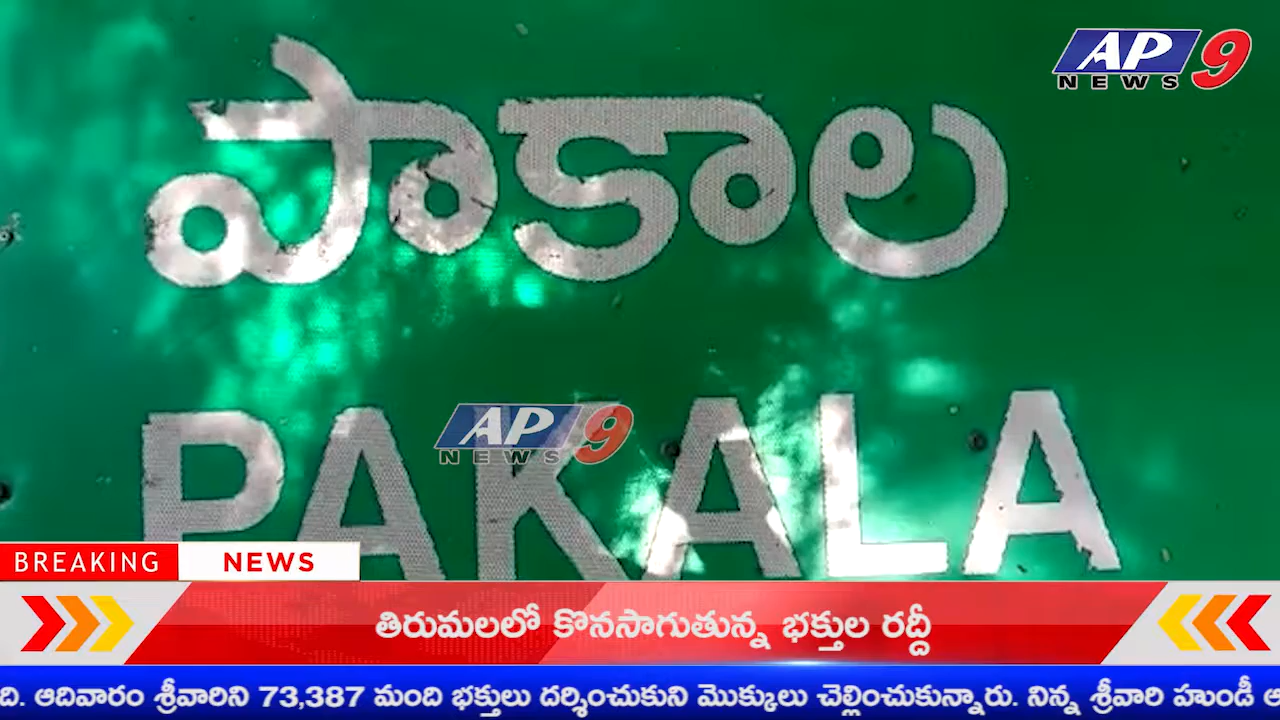 AP 9
NEWS
పాకాల
PAKALA
AP 9
NEWS
BREAKING NEWS
తిరుమలలో కొనసాగుతున్న భక్తుల రద్దీ
ది. ఆదివారం శ్రీవారిని 73,387 మంది భక్తులు దర్శించుకుని మొక్కులు చెల్లించుకున్నారు. నిన్న శ్రీవారి హుండీ ఆ